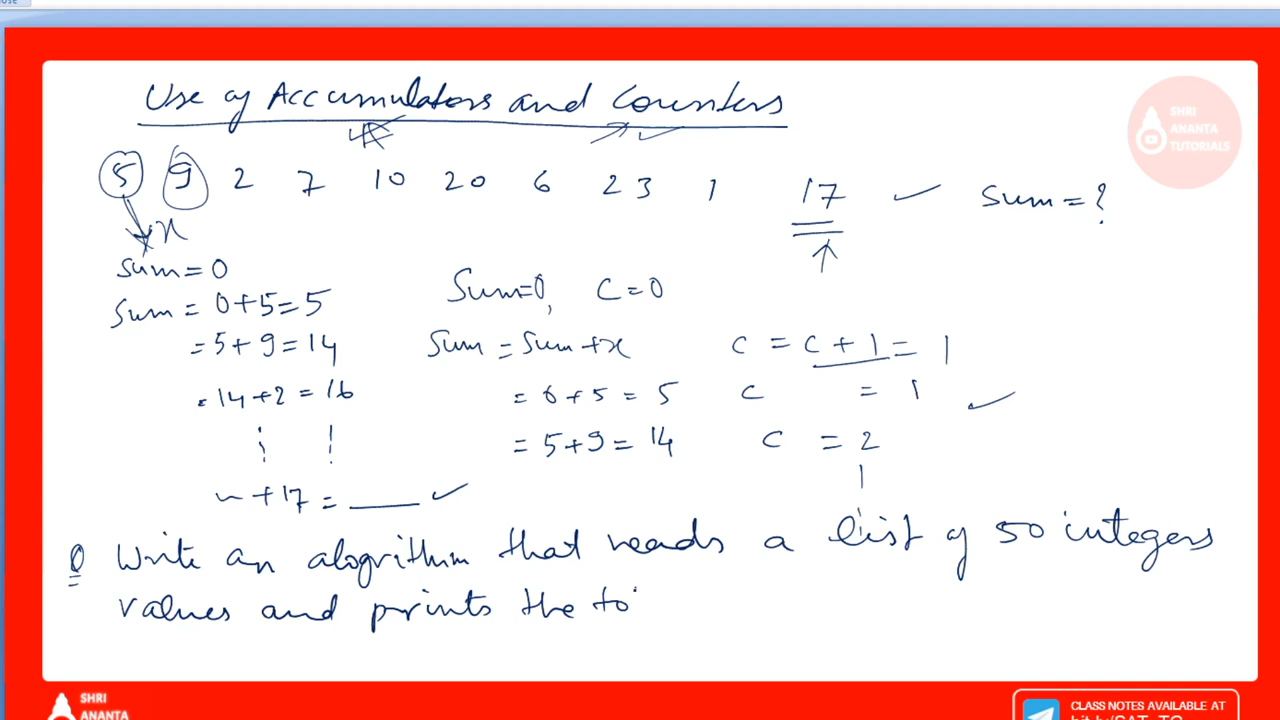 Use of Accumulators and Counters
SHRI
ANANTA
TUTORIALS
5 9 2 7 10 20 6 23 1 17 sum = ?
x
sum = 0
sum = 0+5=5
= 5+9=14
= 14+2=16
+17 =
Sum=0, C=0
Sum = Sum+x C = C+1 = 1
= 0+5 = 5 C = 1
= 5+9 = 14 C = 2
Q Write an alogrithm that reads a list of 50 integers
values and prints the to
SHRI
ANANTA
CLASS NOTES AVAILABLE AT